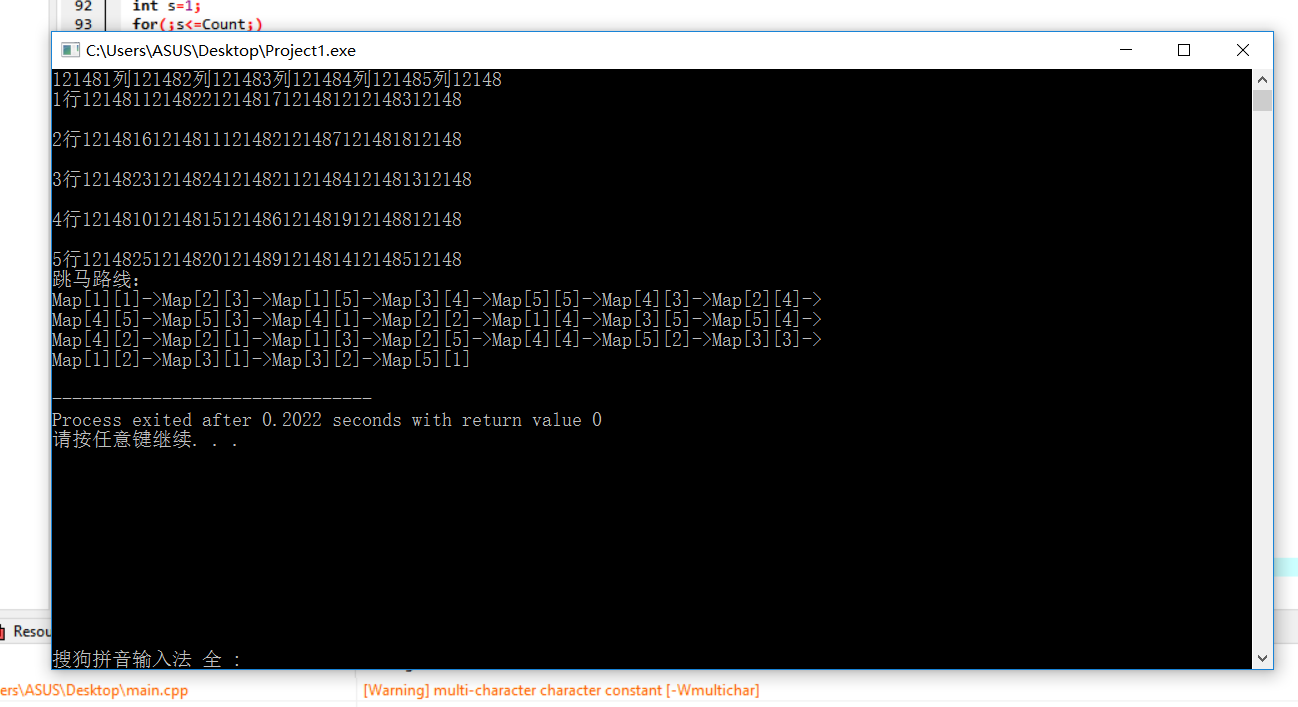 92 int s=1;
93 for(;s<=Count;)
C:\Users\ASUS\Desktop\Project1.exe
121481列121482列121483列121484列121485列12148
1行121481121482212148171214812121483​12148
2行12148161214811121482121487121481812148
3行121482312148241214821121484121481312148
4行12148101214815121486121481912148812148
5行12148251214820121489121481412148512148
跳马路线:
Map[1][1]->Map[2][3]->Map[1][5]->Map[3][4]->Map[5][5]->Map[4][3]->Map[2][4]->
Map[4][5]->Map[5][3]->Map[4][1]->Map[2][2]->Map[1][4]->Map[3][5]->Map[5][4]->
Map[4][2]->Map[2][1]->Map[1][3]->Map[2][5]->Map[4][4]->Map[5][2]->Map[3][3]->
Map[1][2]->Map[3][1]->Map[3][2]->Map[5][1]
--------------------------------
Process exited after 0.2022 seconds with return value 0
请按任意键继续. . .
Resou
搜狗拼音输入法 全 :
ers\ASUS\Desktop\main.cpp [Warning] multi-character character constant [-Wmultichar]